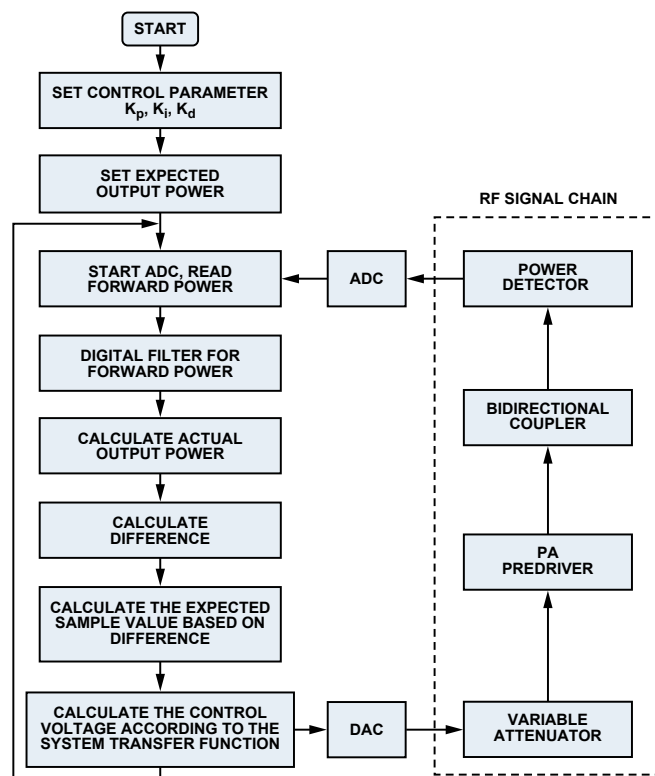 START
SET CONTROL PARAMETER
Kp, Ki, Kd
SET EXPECTED
OUTPUT POWER
RF SIGNAL CHAIN
START ADC, READ
FORWARD POWER
ADC
POWER
DETECTOR
DIGITAL FILTER FOR
FORWARD POWER
BIDIRECTIONAL
COUPLER
CALCULATE ACTUAL
OUTPUT POWER
CALCULATE
DIFFERENCE
PA
PREDRIVER
CALCULATE THE EXPECTED
SAMPLE VALUE BASED ON
DIFFERENCE
CALCULATE THE CONTROL
VOLTAGE ACCORDING TO THE
SYSTEM TRANSFER FUNCTION
DAC
VARIABLE
ATTENUATOR